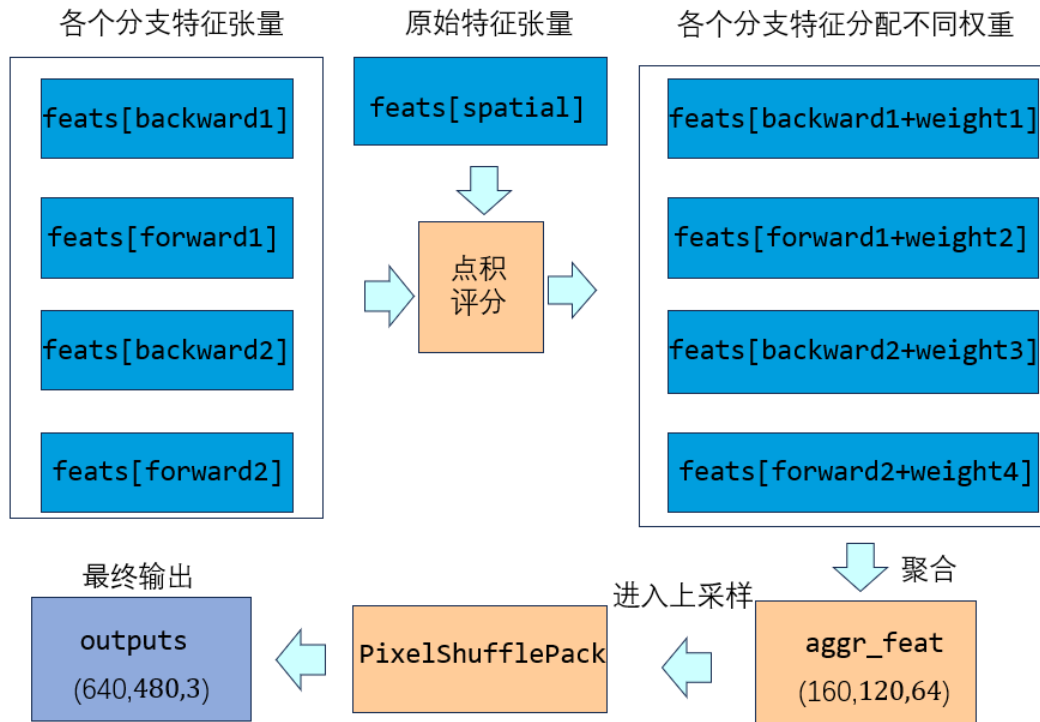 各个分支特征张量
原始特征张量
各个分支特征分配不同权重
feats[backward1]
feats[forward1]
feats[backward2]
feats[forward2]
feats[spatial]
点积
评分
feats[backward1+weight1]
feats[forward1+weight2]
feats[backward2+weight3]
feats[forward2+weight4]
聚合
aggr_feat
(160,120,64)
进入上采样
PixelShufflePack
最终输出
outputs
(640,480,3)